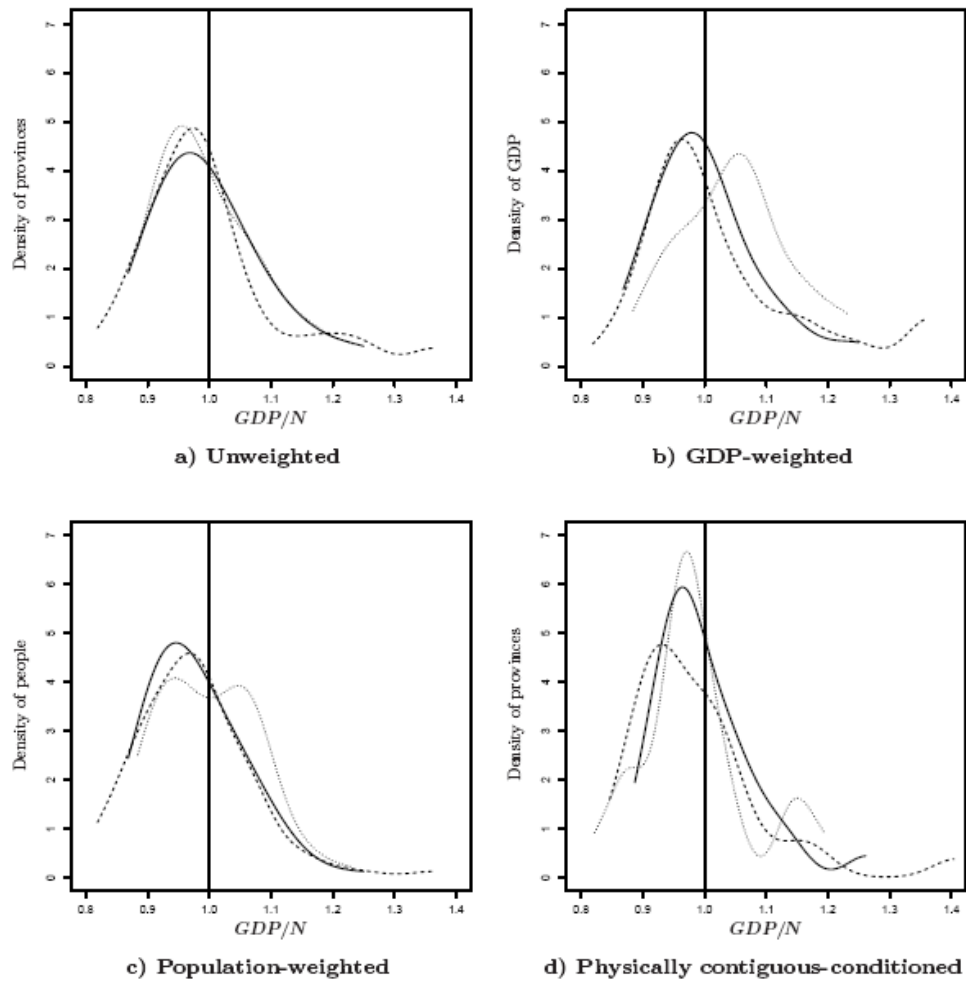 Density of provinces
7
6
5
4
3
2
1
0
0.8 0.9 1.0 1.1 1.2 1.3 1.4
GDP/N
a) Unweighted
Density of GDP
7
6
5
4
3
2
1
0
0.8 0.9 1.0 1.1 1.2 1.3 1.4
GDP/N
b) GDP-weighted
Density of people
7
6
5
4
3
2
1
0
0.8 0.9 1.0 1.1 1.2 1.3 1.4
GDP/N
c) Population-weighted
Density of provinces
7
6
5
4
3
2
1
0
0.8 0.9 1.0 1.1 1.2 1.3 1.4
GDP/N
d) Physically contiguous-conditioned